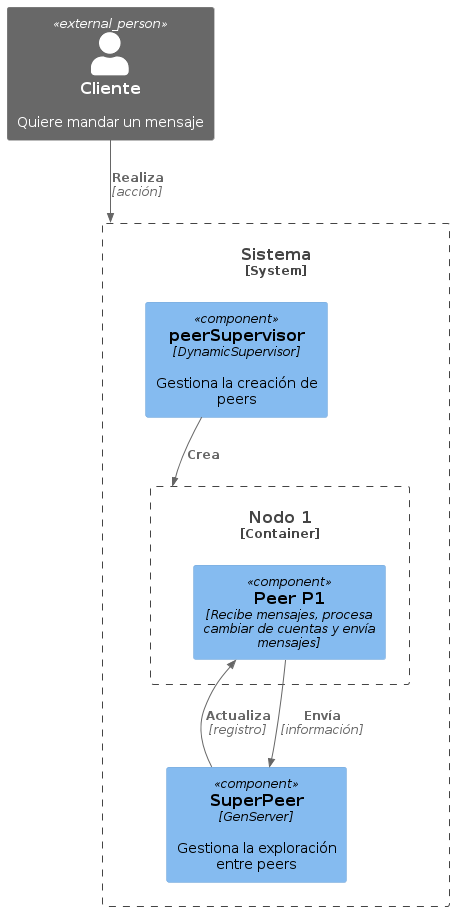 «external_person»
Cliente
Quiere mandar un mensaje
Realiza
[acción]
Sistema
[System]
«component»
peerSupervisor
[DynamicSupervisor]
Gestiona la creación de
peers
Crea
Nodo 1
[Container]
«component»
Peer P1
[Recibe mensajes, procesa
cambiar de cuentas y envía
mensajes]
Actualiza
[registro]
Envía
[información]
«component»
SuperPeer
[GenServer]
Gestiona la exploración
entre peers